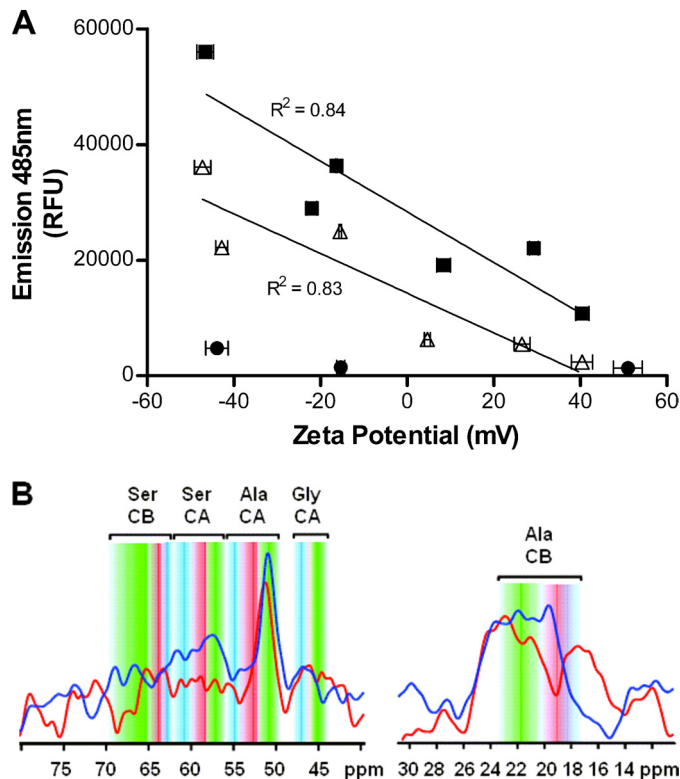 A
60000
40000
20000
0
Emission 485nm
(RFU)
R² = 0.84
R² = 0.83
-60 -40 -20 0 20 40 60
Zeta Potential (mV)
B
Ser Ser Ala Gly
CB CA CA CA
Ala
CB
75 70 65 60 55 50 45 ppm
30 28 26 24 22 20 18 16 14 ppm